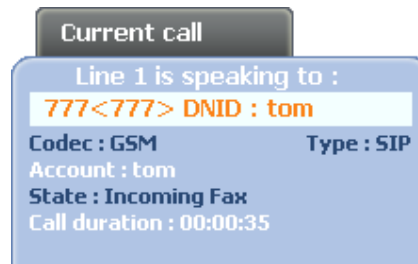 Current call
Line 1 is speaking to :
777<777> DNID : tom
Codec : GSM Type : SIP
Account : tom
State : Incoming Fax
Call duration : 00:00:35